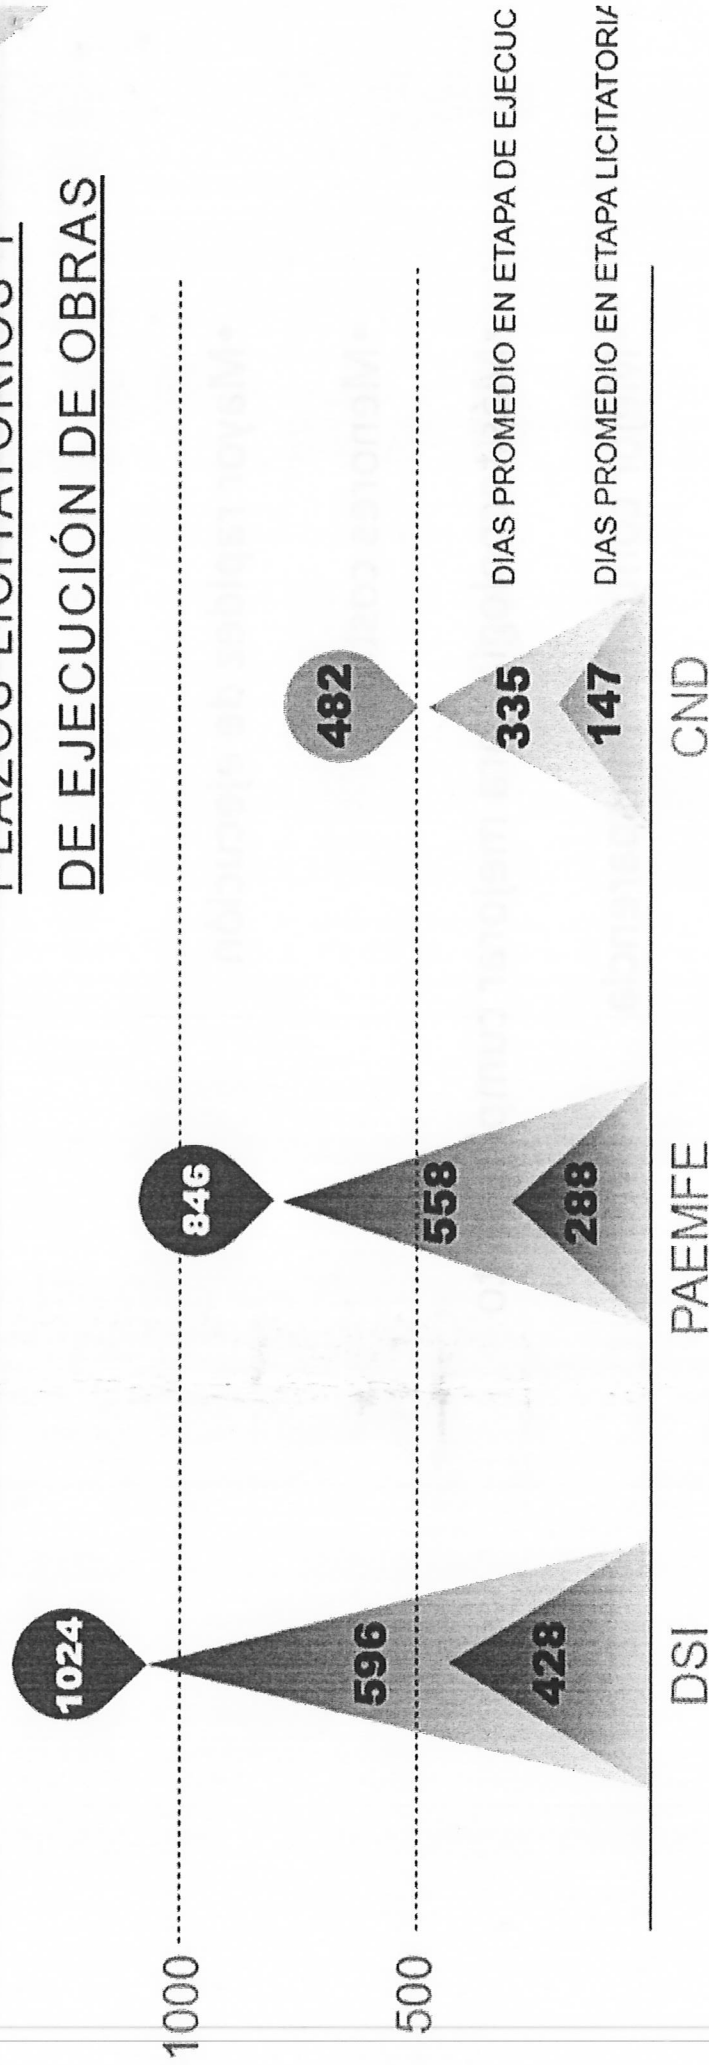 DE EJECUCIÓN DE OBRAS
1000
500
1024
596
428
846
558
288
482
335
147
DIAS PROMEDIO EN ETAPA DE EJECUC
DIAS PROMEDIO EN ETAPA LICITATORIA
DSI
PAEMFE
CND